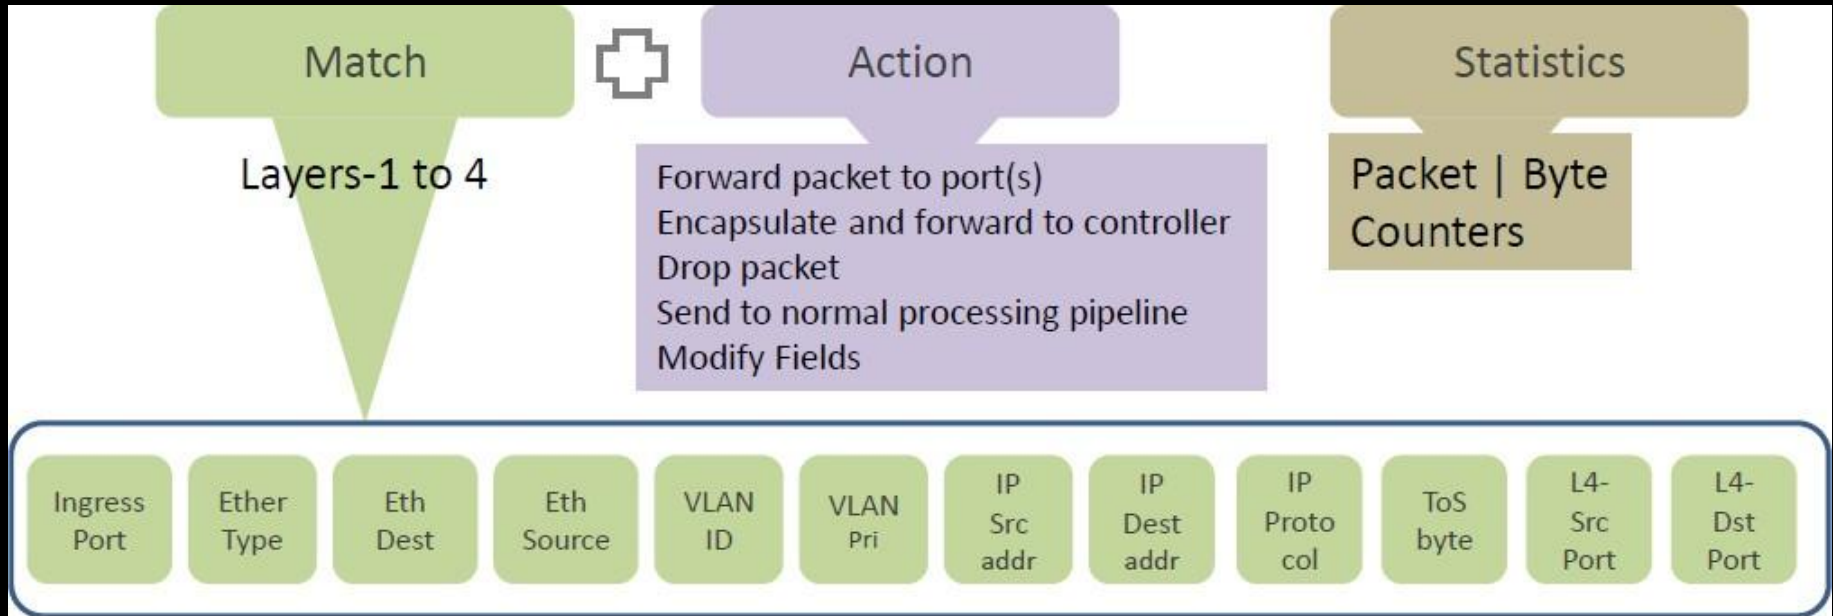 Match
Action
Statistics
Layers-1 to 4
Forward packet to port(s)
Encapsulate and forward to controller
Drop packet
Send to normal processing pipeline
Modify Fields
Packet | Byte
Counters
Ingress
Port
Ether
Type
Eth
Dest
Eth
Source
VLAN
ID
VLAN
Pri
IP
Src
addr
IP
Dest
addr
IP
Proto
col
ToS
byte
L4-
Src
Port
L4-
Dst
Port